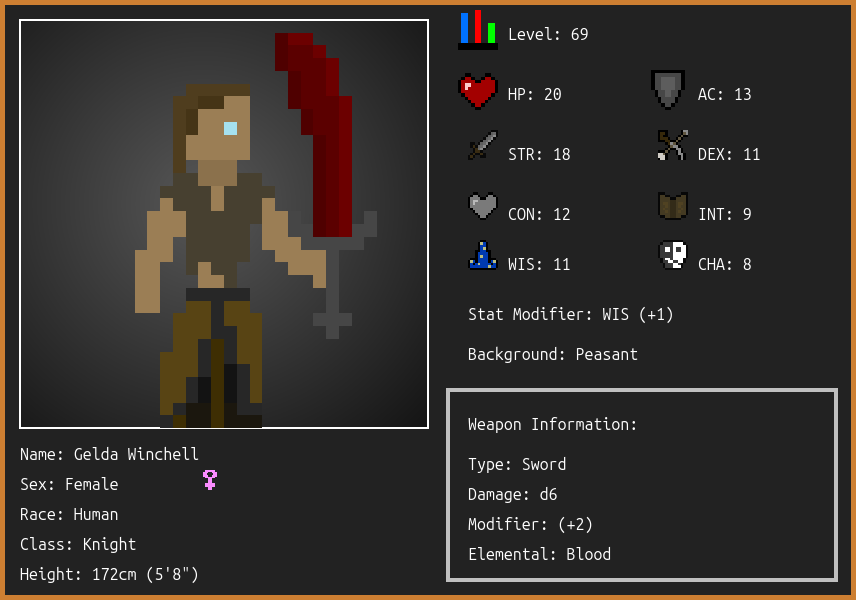 Level: 69
HP: 20
AC: 13
STR: 18
DEX: 11
CON: 12
INT: 9
WIS: 11
CHA: 8
Stat Modifier: WIS (+1)
Background: Peasant
Weapon Information:
Type: Sword
Damage: d6
Modifier: (+2)
Elemental: Blood
Name: Gelda Winchell
Sex: Female
Race: Human
Class: Knight
Height: 172cm (5'8")